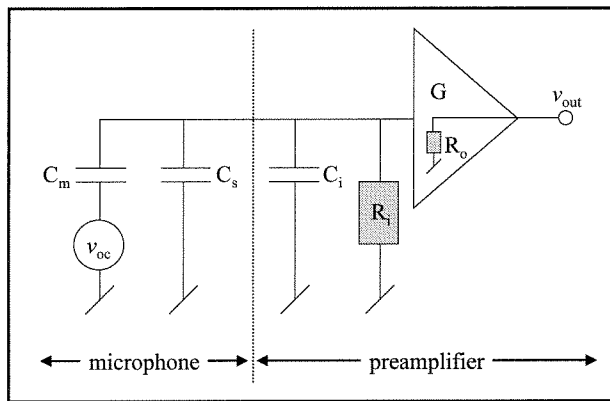 G
v_out
R_o
C_m
C_s
C_i
R_i
v_oc
microphone
preamplifier